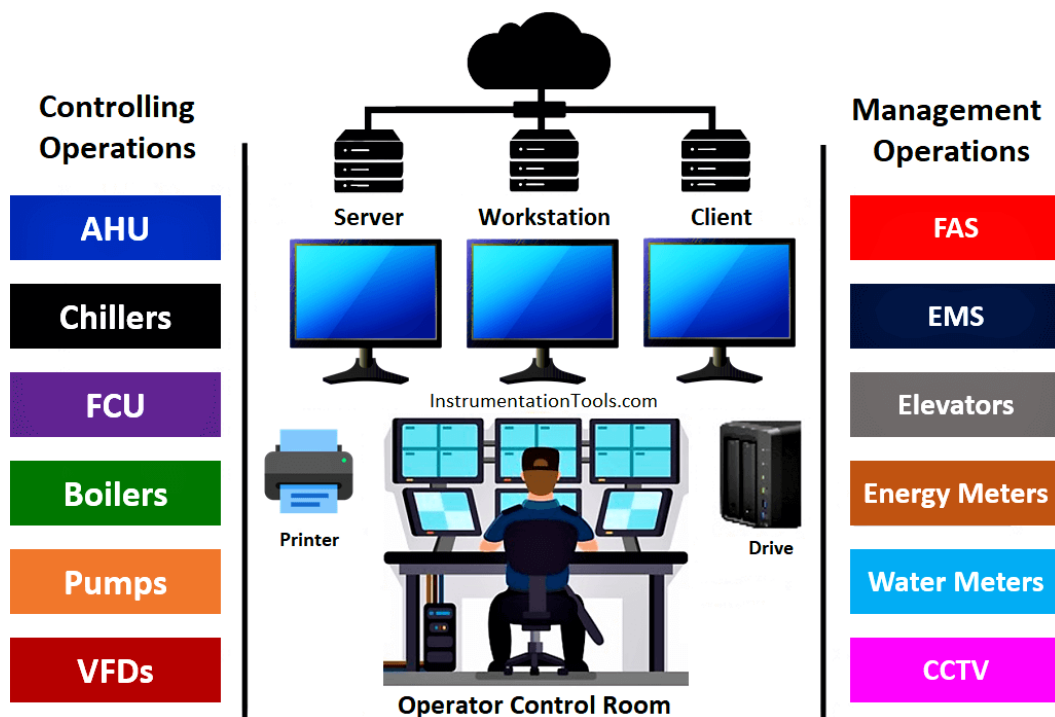 Controlling
Operations
AHU
Chillers
FCU
Boilers
Pumps
VFDs
Server
Workstation
Client
InstrumentationTools.com
Printer
Drive
Operator Control Room
Management
Operations
FAS
EMS
Elevators
Energy Meters
Water Meters
CCTV